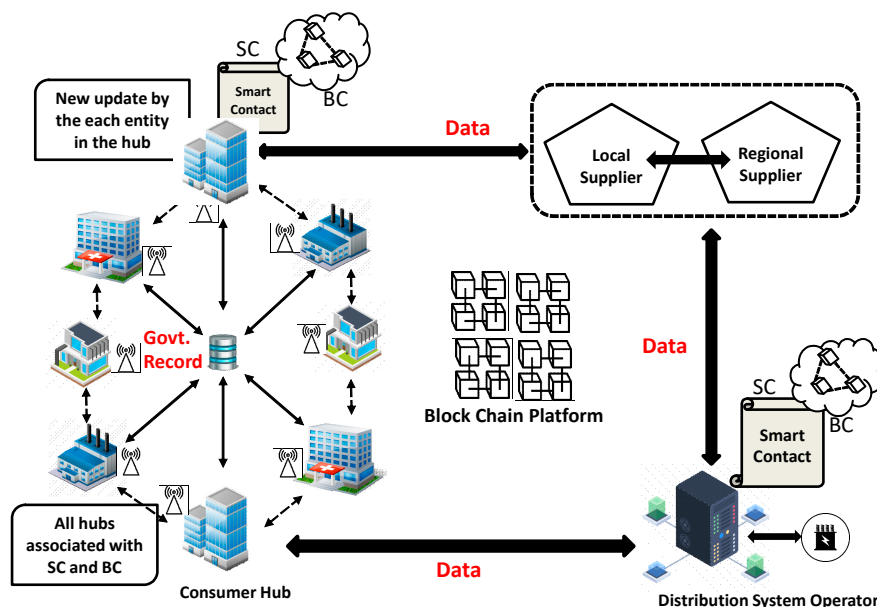 SC
BC
Smart
Contact
New update by
the each entity
in the hub
Data
Local
Supplier
Regional
Supplier
Govt.
Record
Block Chain Platform
Data
SC
BC
Smart
Contact
All hubs
associated with
SC and BC
Consumer Hub
Data
Distribution System Operator